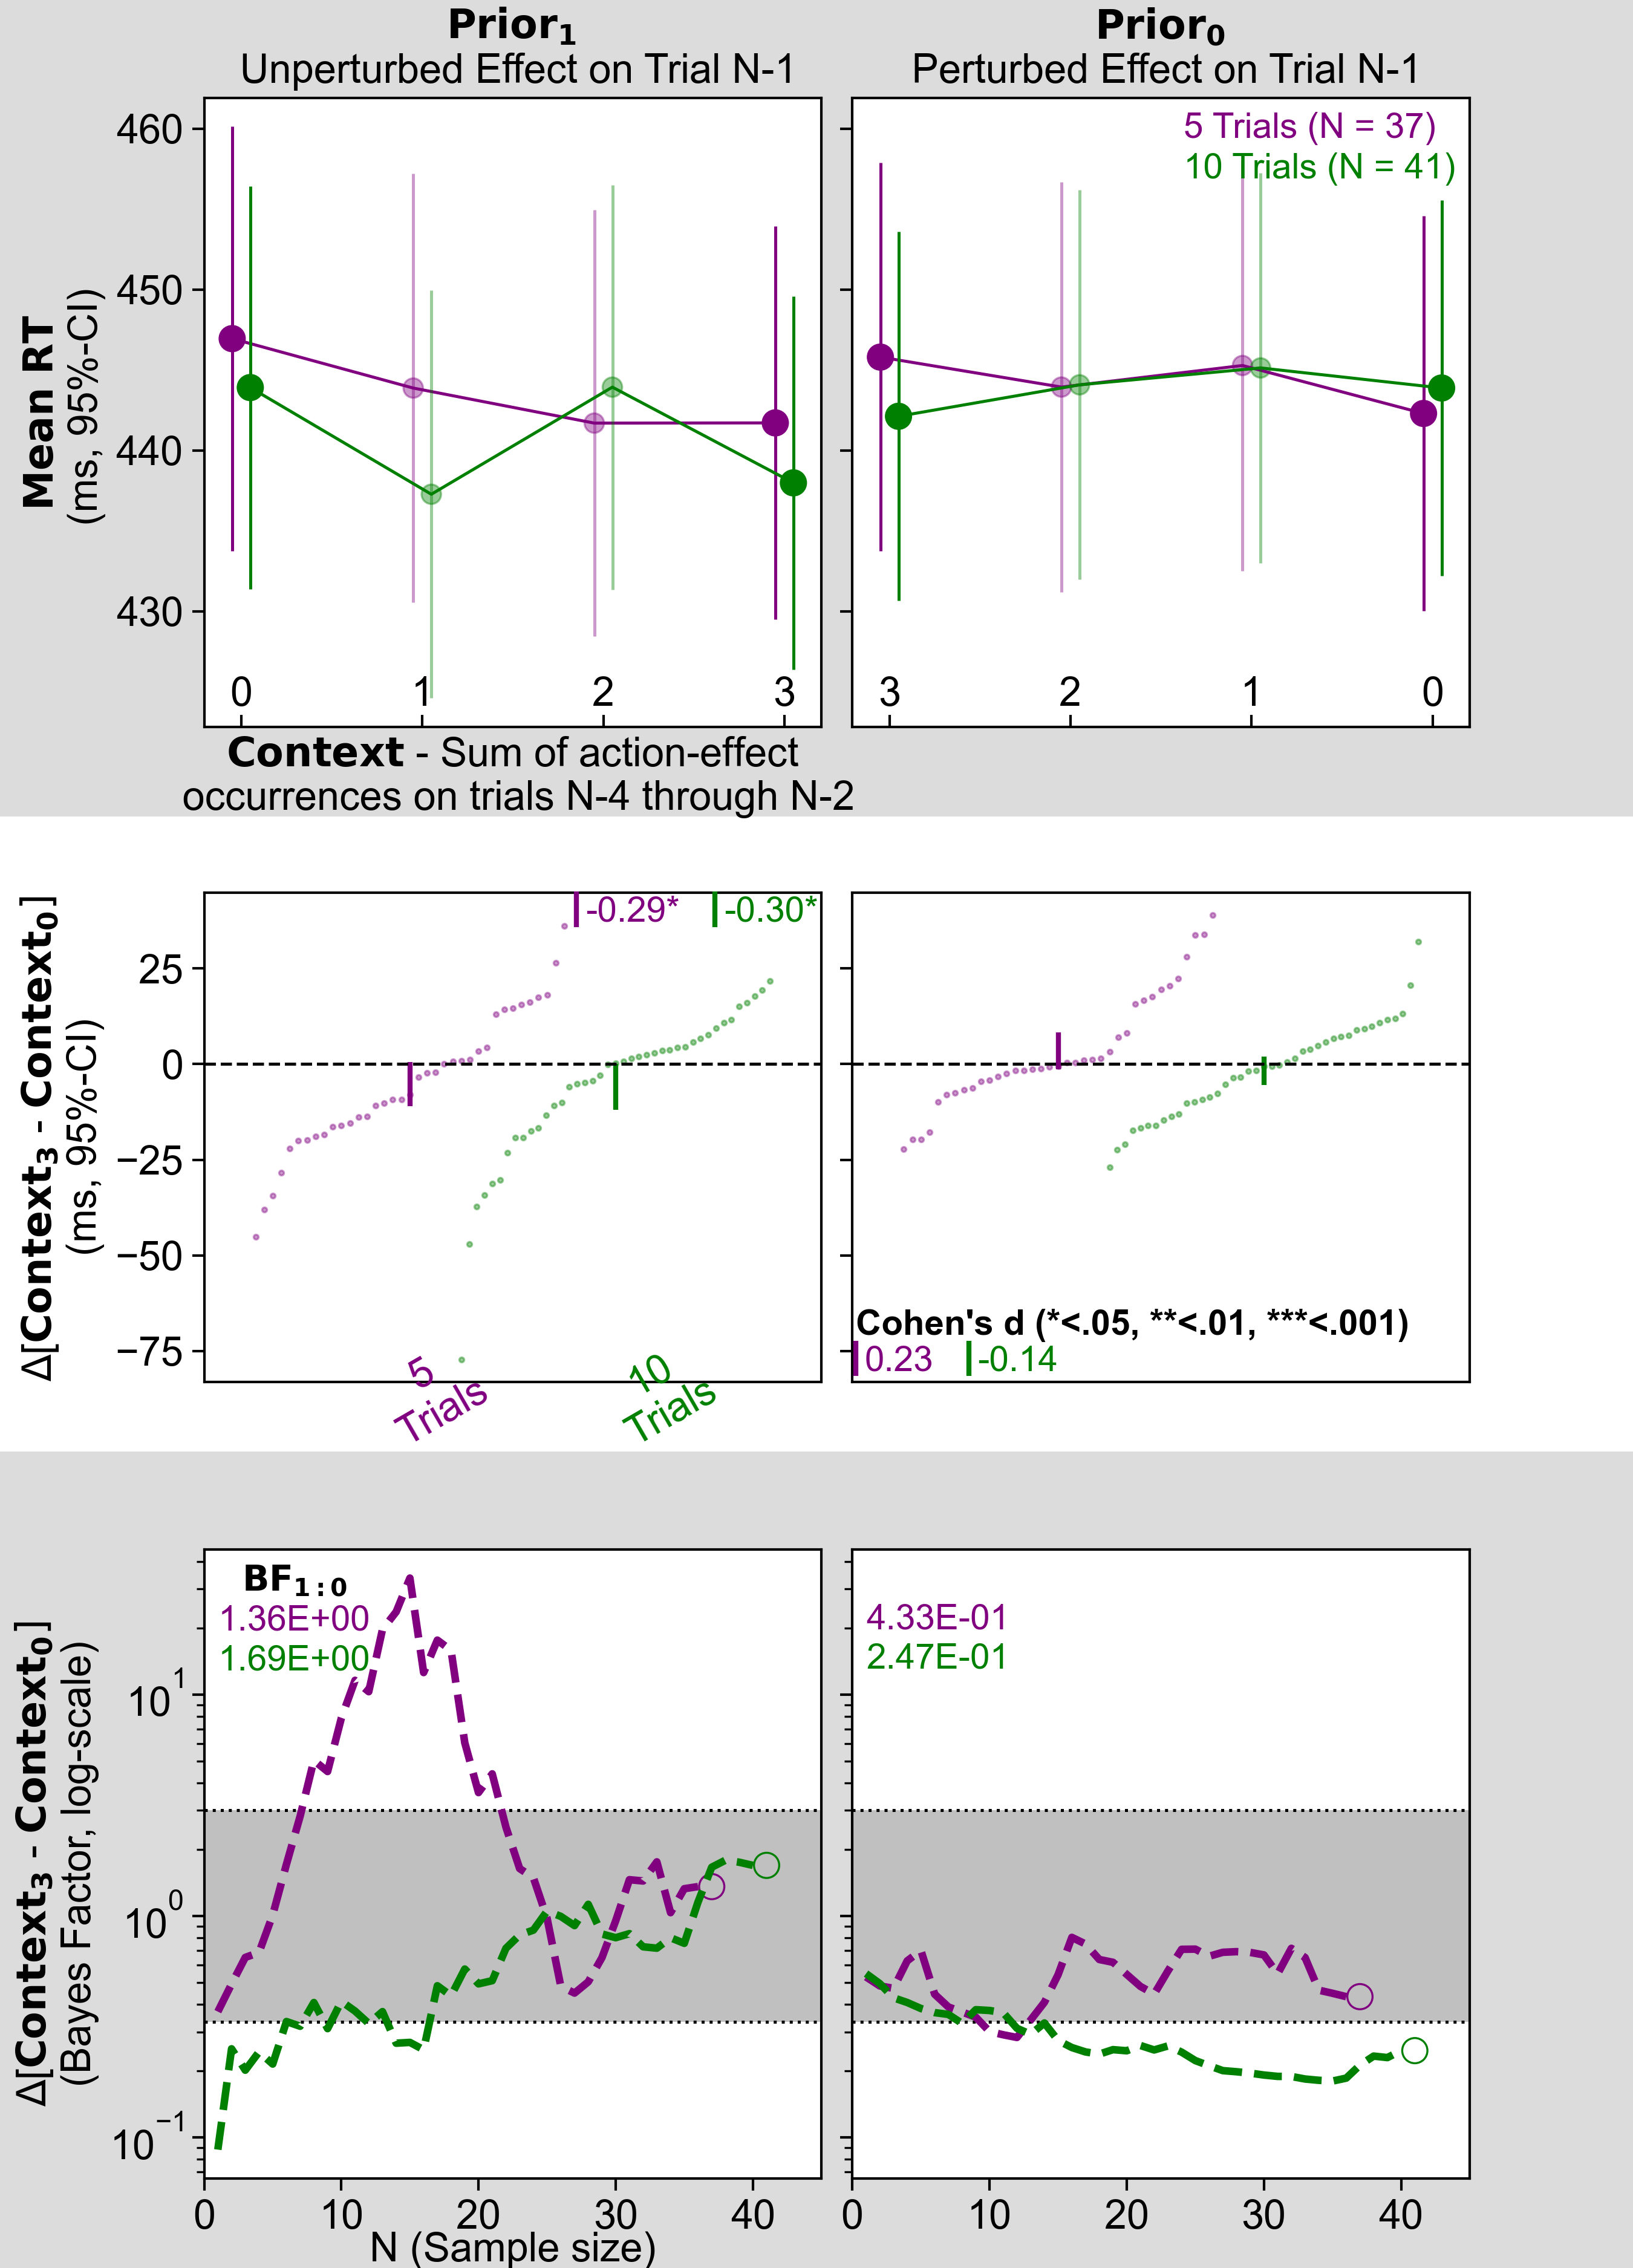 Prior₁
Unperturbed Effect on Trial N-1
Prior₀
Perturbed Effect on Trial N-1
Mean RT
(ms, 95%-CI)
460
450
440
430
5 Trials (N = 37)
10 Trials (N = 41)
0 1 2 3
3 2 1 0
Context - Sum of action-effect
occurrences on trials N-4 through N-2
Δ[Context₃ - Context₀]
(ms, 95%-CI)
25
0
−25
−50
−75
-0.29* -0.30*
Cohen's d (*<.05, **<.01, ***<.001)
0.23 -0.14
5
Trials
10
Trials
Δ[Context₃ - Context₀]
(Bayes Factor, log-scale)
10¹
10⁰
10⁻¹
BF₁:₀
1.36E+00
1.69E+00
4.33E-01
2.47E-01
0 10 20 30 40
0 10 20 30 40
N (Sample size)